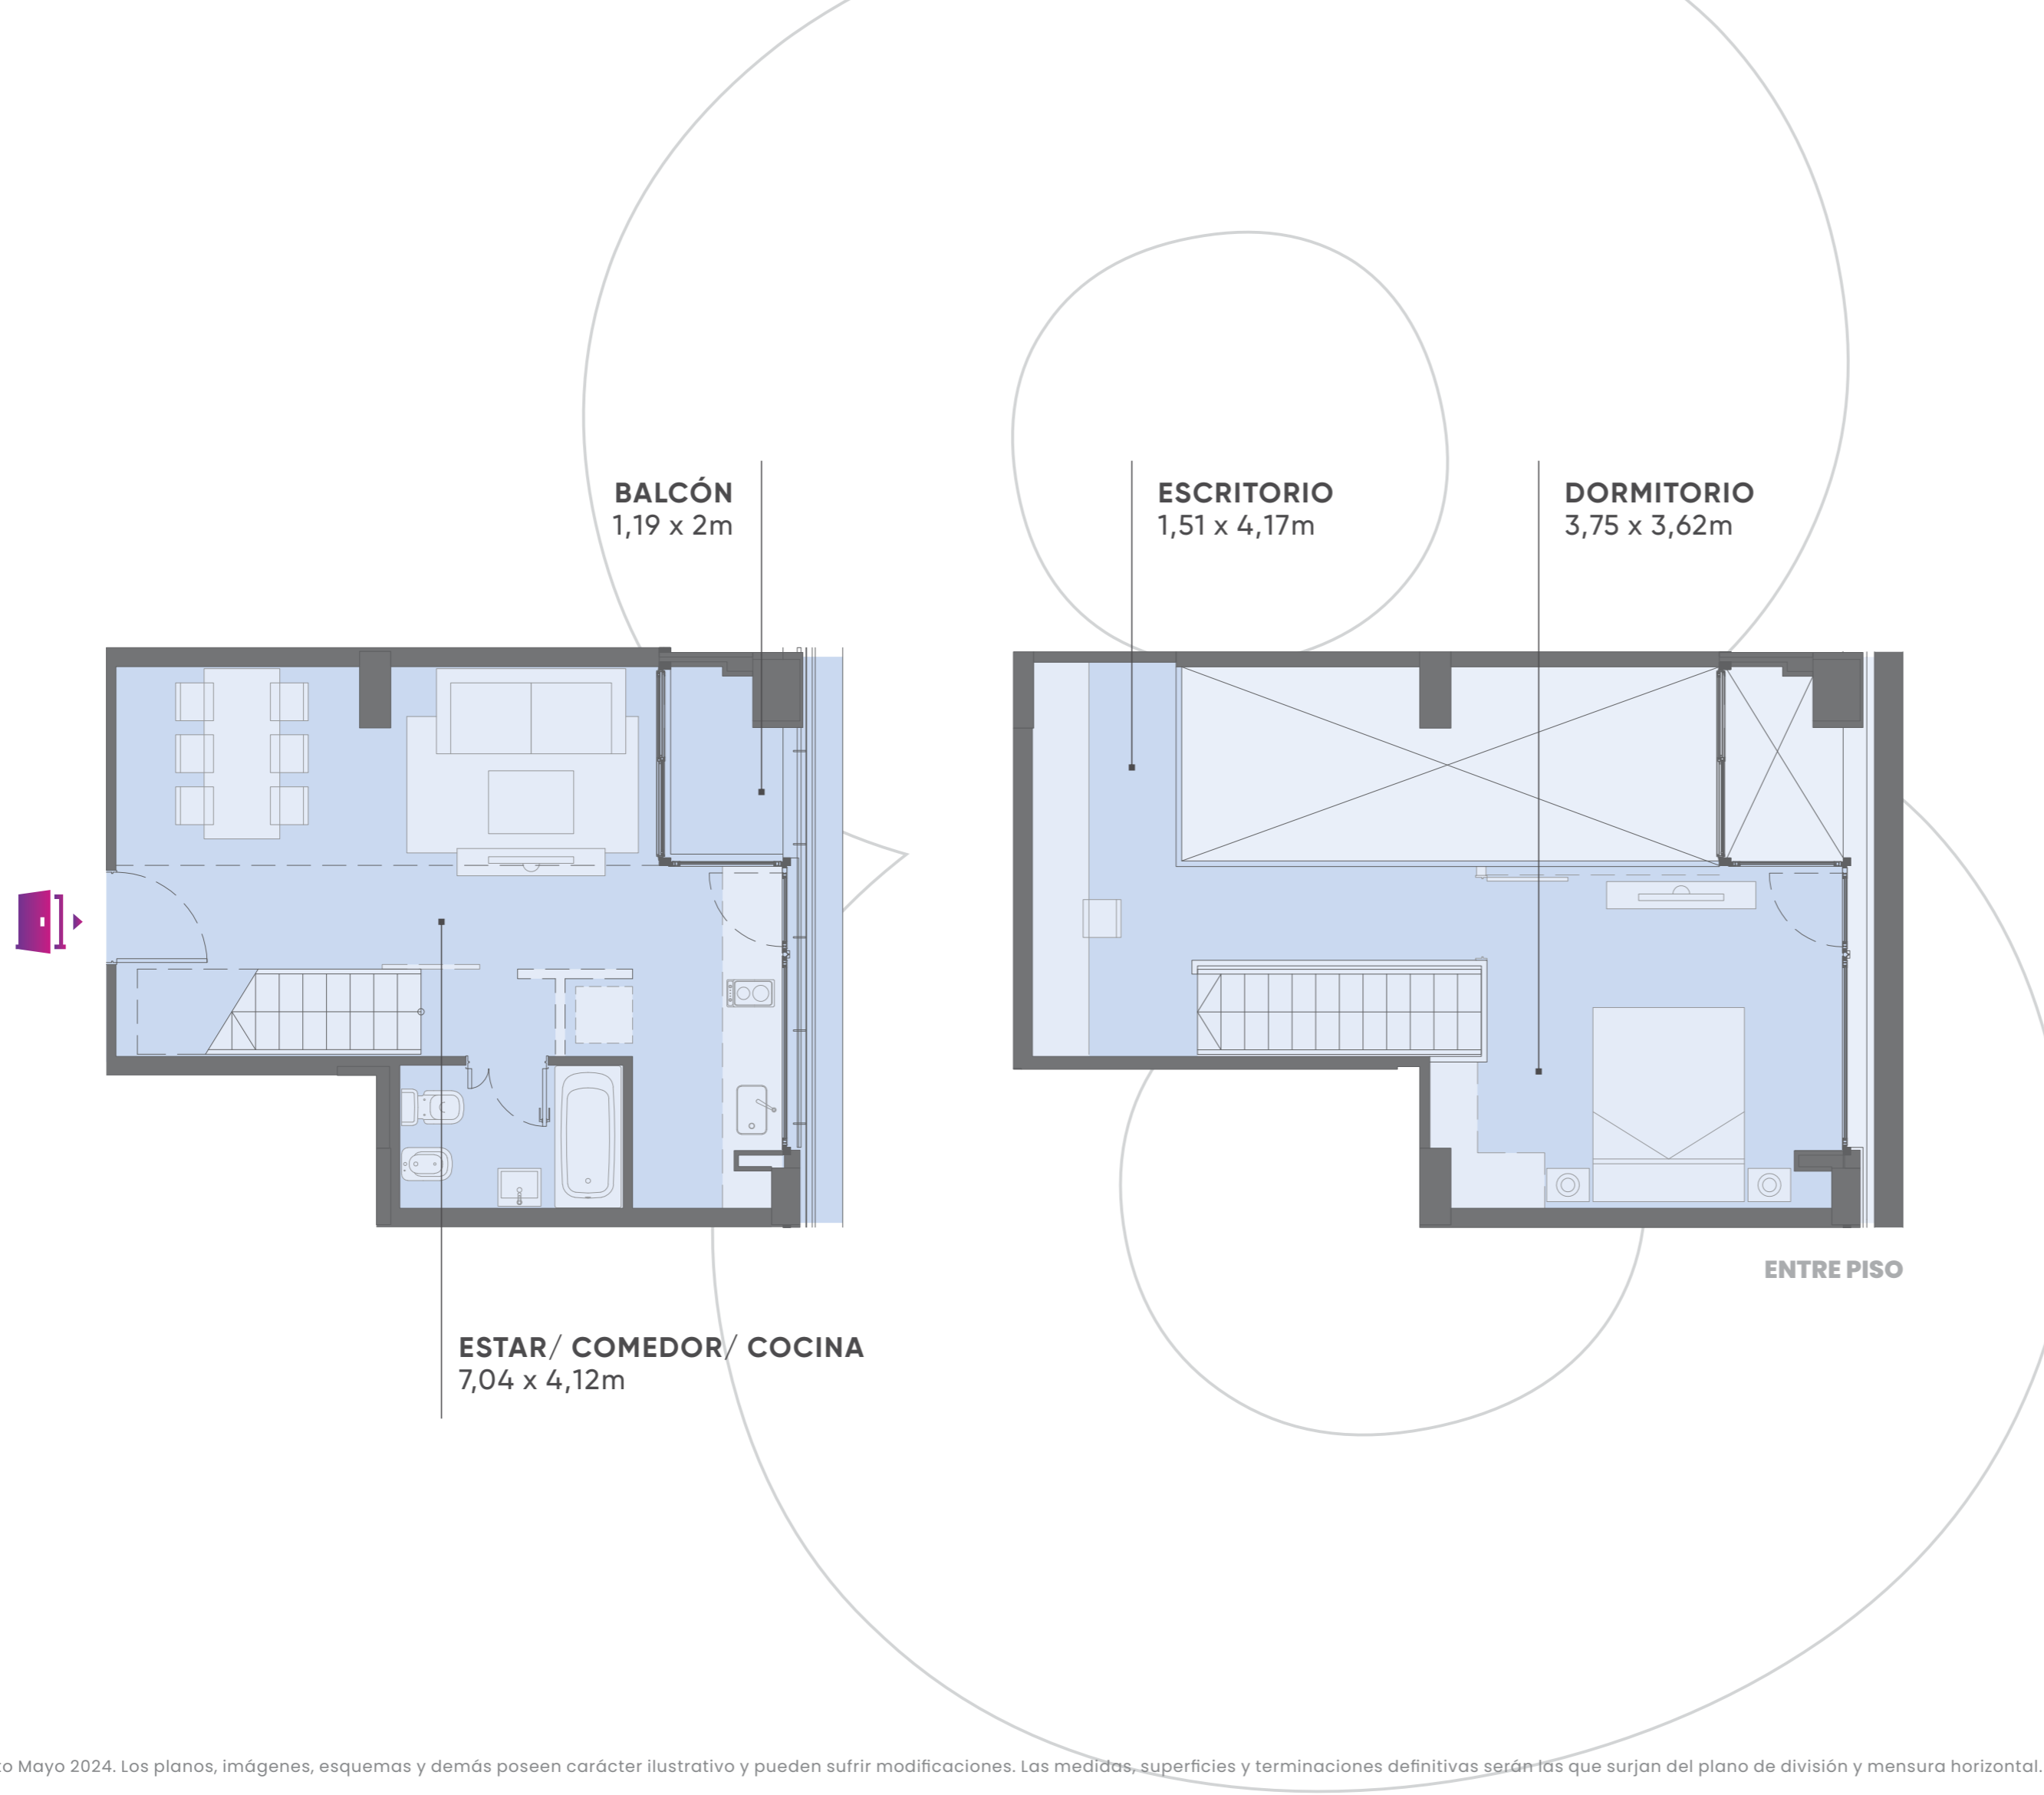 BALCÓN
1,19 x 2m
ESCRITORIO
1,51 x 4,17m
DORMITORIO
3,75 x 3,62m
ENTRE PISO
ESTAR/ COMEDOR/ COCINA
7,04 x 4,12m
Mayo 2024. Los planos, imágenes, esquemas y demás poseen carácter ilustrativo y pueden sufrir modificaciones. Las medidas, superficies y terminaciones definitivas serán las que surjan del plano de división y mensura horizontal.